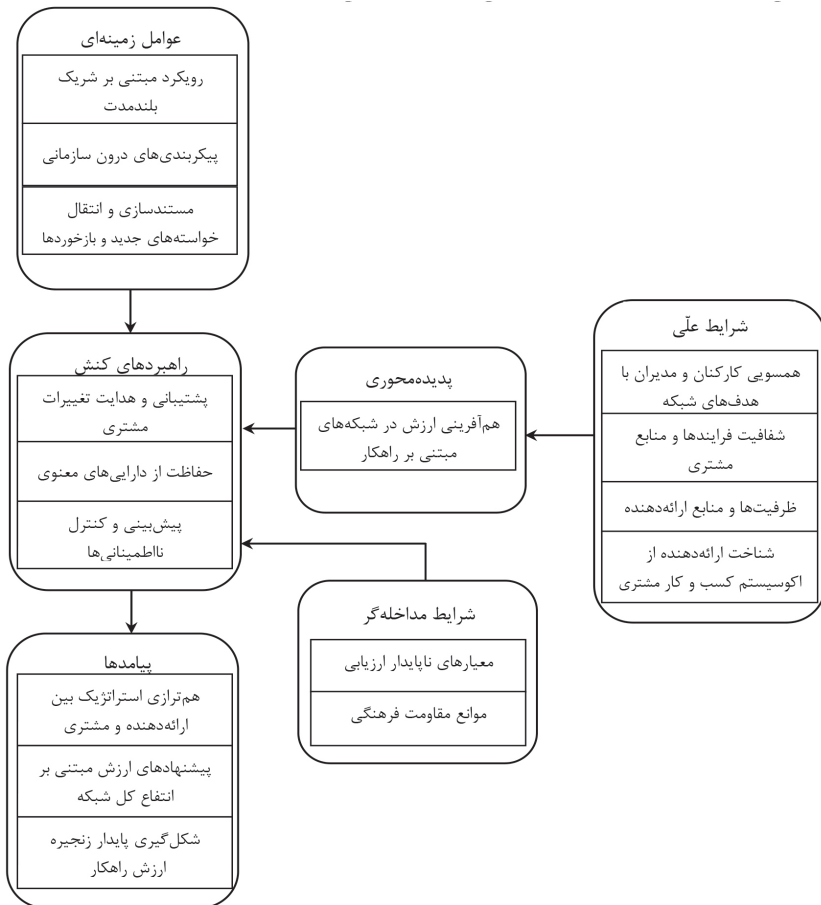 عوامل زمینه‌ای
رویکرد مبتنی بر شریک
بلندمدت
پیکربندی‌های درون سازمانی
مستندسازی و انتقال
خواسته‌های جدید و بازخوردها
شرایط علّی
همسویی کارکنان و مدیران با
هدف‌های شبکه
شفافیت فرایندها و منابع
مشتری
ظرفیت‌ها و منابع ارائه‌دهنده
شناخت ارائه‌دهنده از
اکوسیستم کسب و کار مشتری
پدیده‌محوری
هم‌آفرینی ارزش در شبکه‌های
مبتنی بر راهکار
راهبردهای کنش
پشتیبانی و هدایت تغییرات
مشتری
حفاظت از دارایی‌های معنوی
پیش‌بینی و کنترل
نااطمینانی‌ها
شرایط مداخله‌گر
معیارهای ناپایدار ارزیابی
موانع مقاومت فرهنگی
پیامدها
هم‌ترازی استراتژیک بین
ارائه‌دهنده و مشتری
پیشنهادهای ارزش مبتنی بر
انتفاع کل شبکه
شکل‌گیری پایدار زنجیره
ارزش راهکار